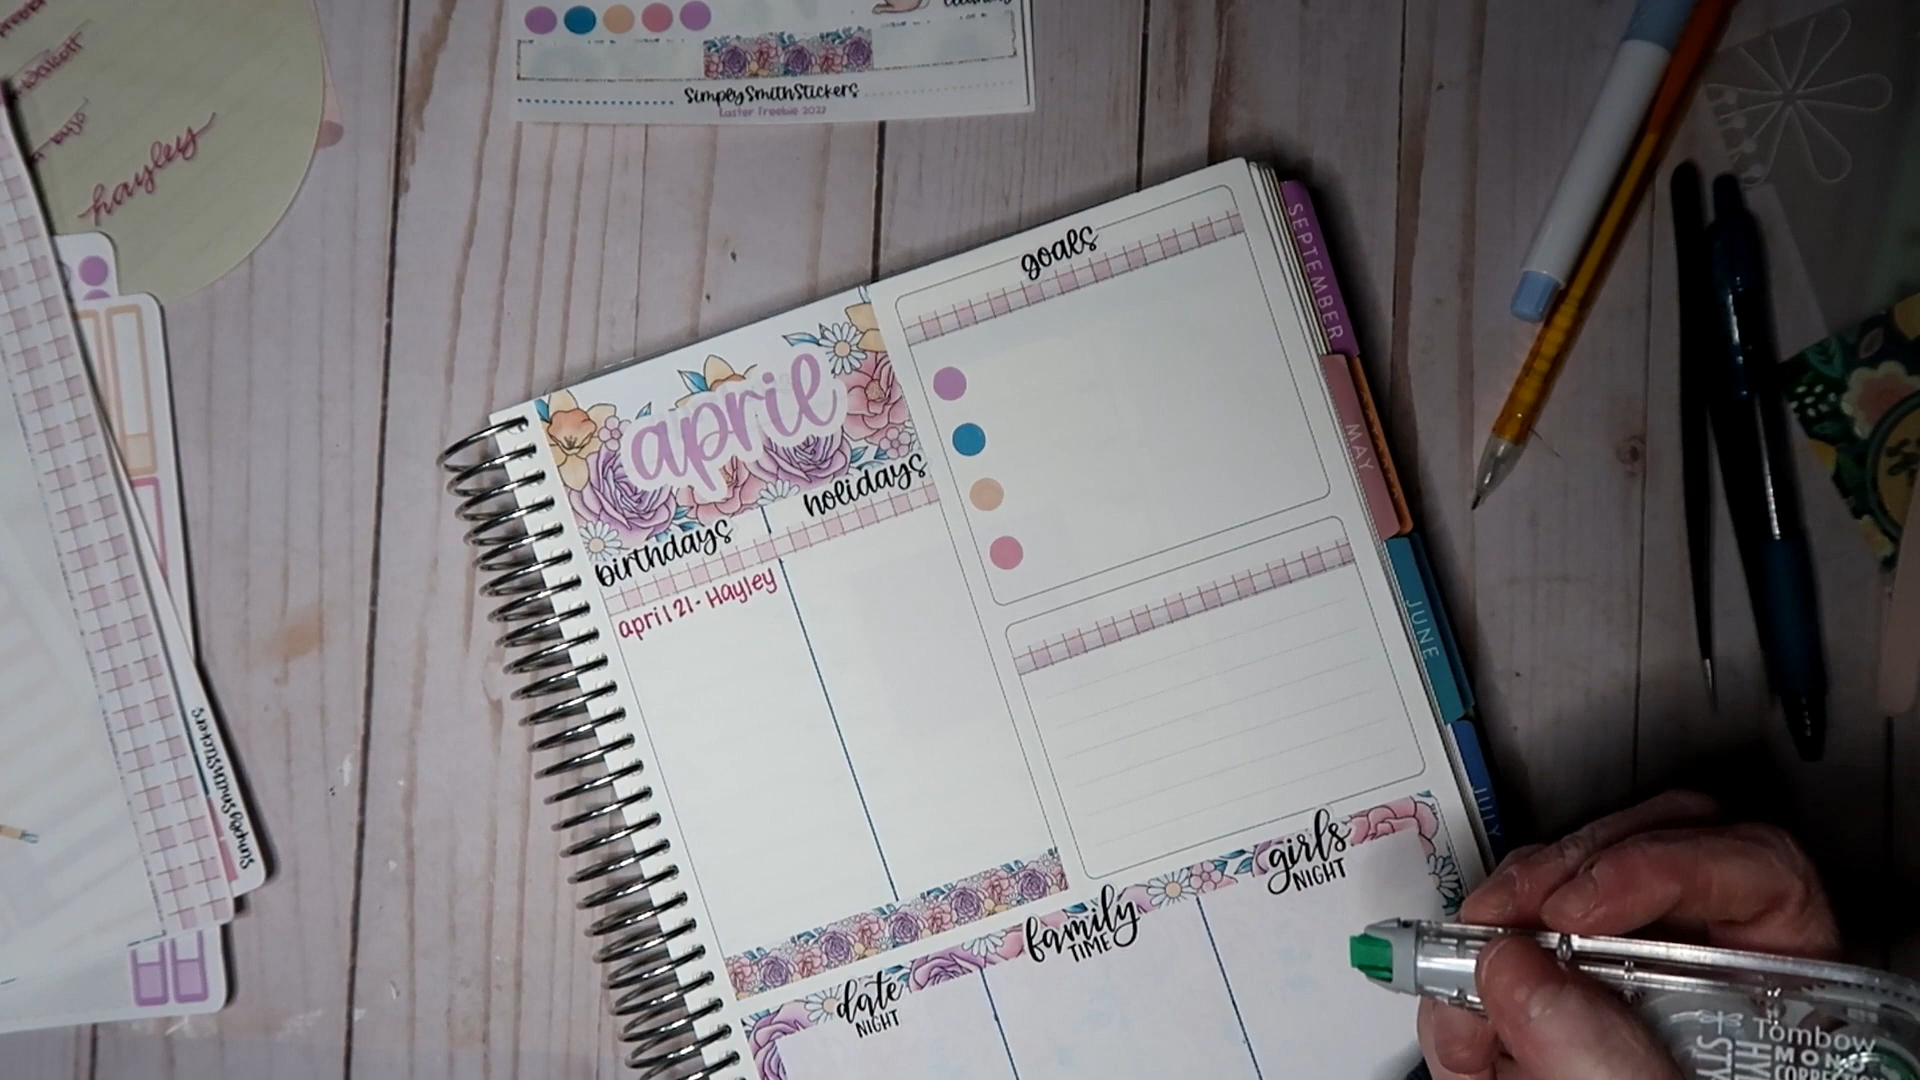 SimplySmithStickers
Easter Freebie 2022
hayley
goals
SEPTEMBER
april
holidays
birthdays
MAY
april 21- Hayley
JUNE
SimplySmithStickers
JULY
girls
NIGHT
family
TIME
date
NIGHT
Tombow
MONO